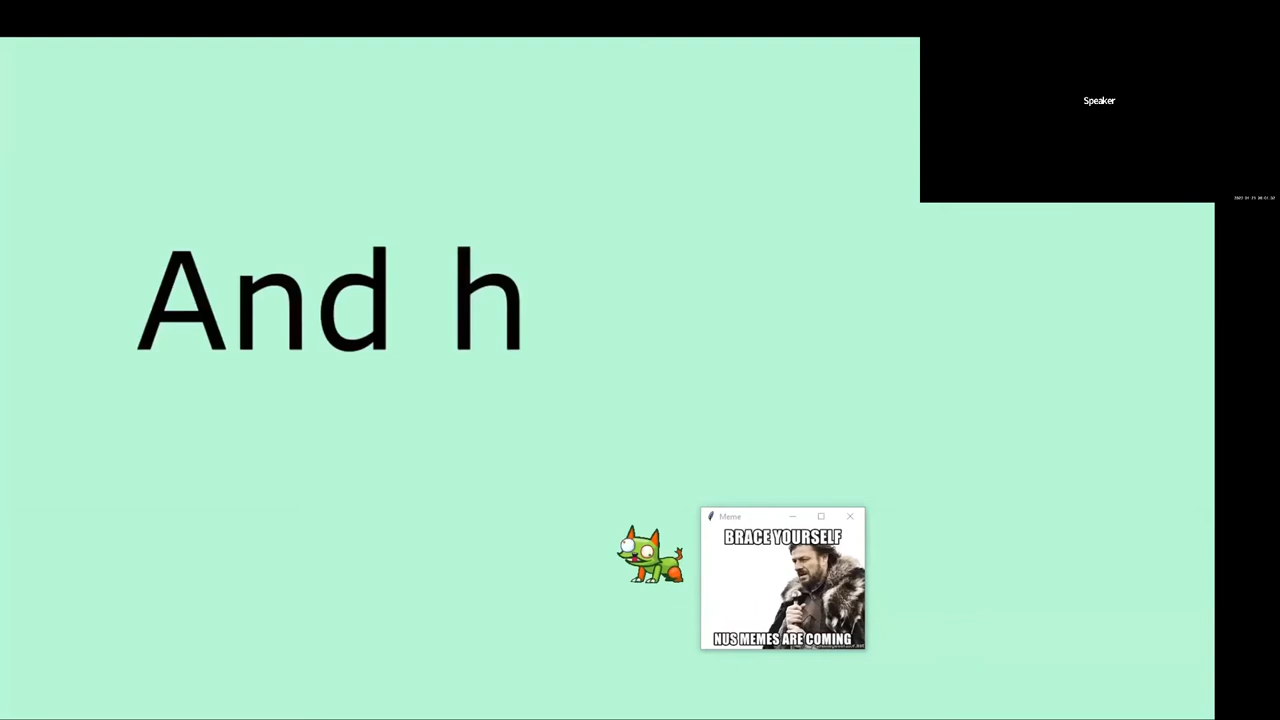 Speaker
And h
Meme
BRACE YOURSELF
NUS MEMES ARE COMING